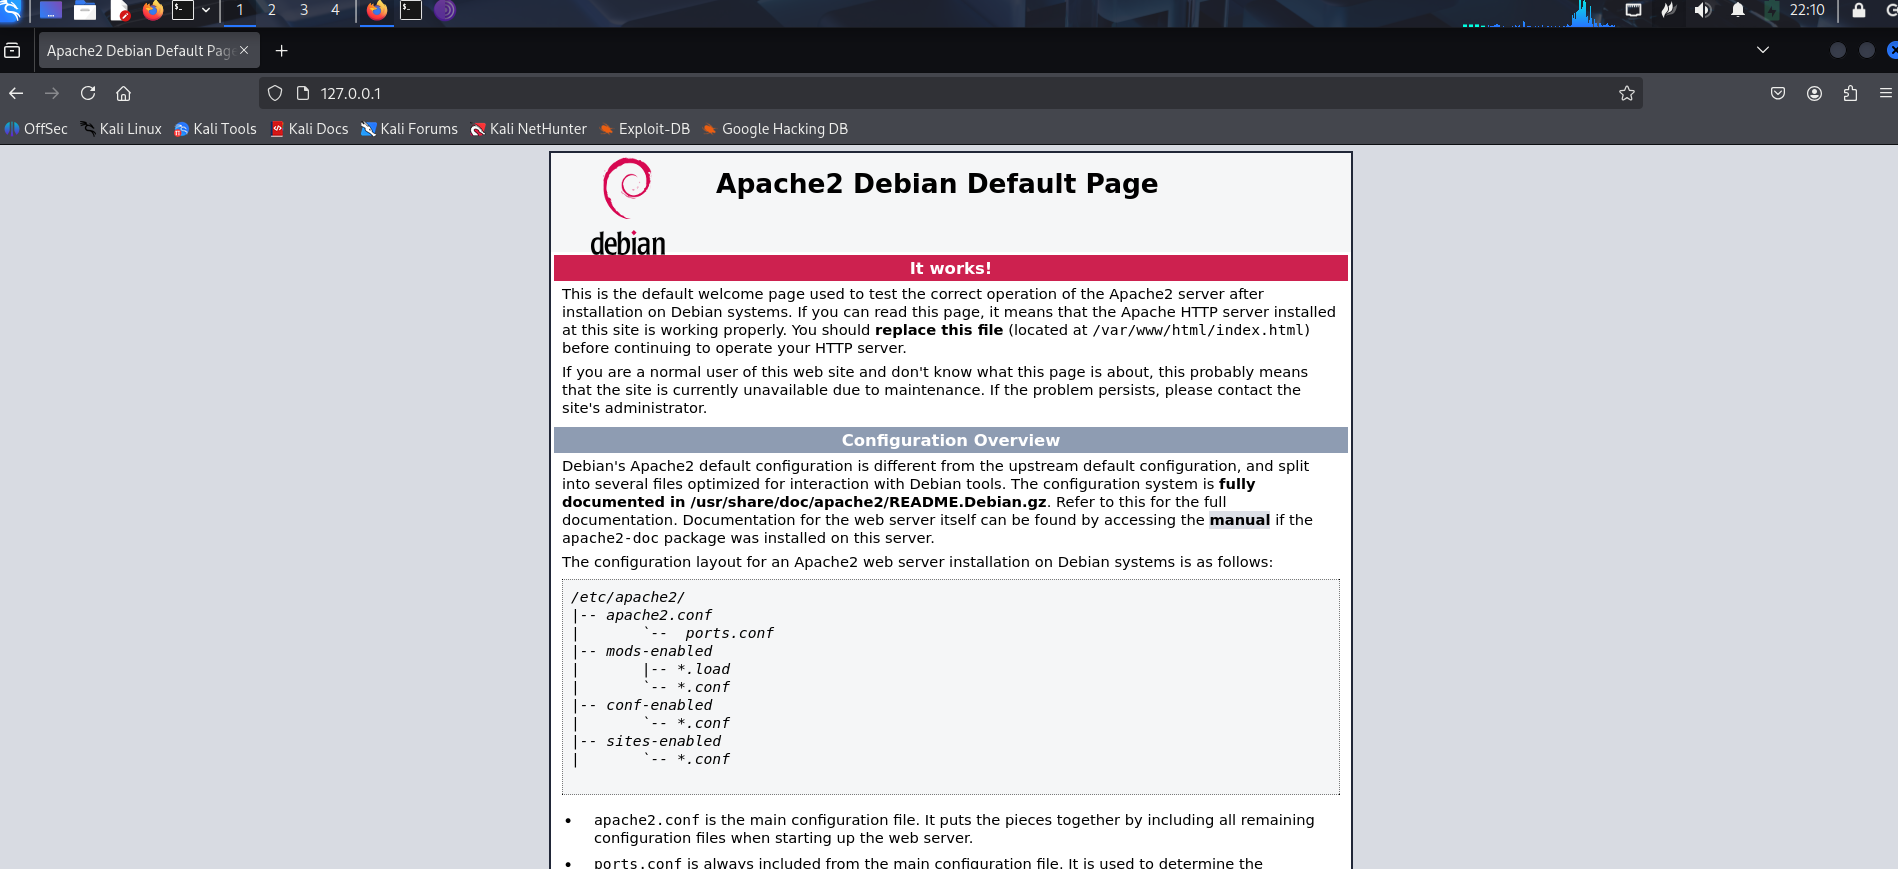 1 2 3 4 22:10
Apache2 Debian Default Pag
127.0.0.1
OffSec Kali Linux Kali Tools Kali Docs Kali Forums Kali NetHunter Exploit-DB Google Hacking DB
debian
Apache2 Debian Default Page
It works!
This is the default welcome page used to test the correct operation of the Apache2 server after
installation on Debian systems. If you can read this page, it means that the Apache HTTP server installed
at this site is working properly. You should replace this file (located at /var/www/html/index.html)
before continuing to operate your HTTP server.
If you are a normal user of this web site and don't know what this page is about, this probably means
that the site is currently unavailable due to maintenance. If the problem persists, please contact the
site's administrator.
Configuration Overview
Debian's Apache2 default configuration is different from the upstream default configuration, and split
into several files optimized for interaction with Debian tools. The configuration system is fully
documented in /usr/share/doc/apache2/README.Debian.gz. Refer to this for the full
documentation. Documentation for the web server itself can be found by accessing the manual if the
apache2-doc package was installed on this server.
The configuration layout for an Apache2 web server installation on Debian systems is as follows:
/etc/apache2/
|-- apache2.conf
|       `--  ports.conf
|-- mods-enabled
|       |-- *.load
|       `-- *.conf
|-- conf-enabled
|       `-- *.conf
|-- sites-enabled
|       `-- *.conf
• apache2.conf is the main configuration file. It puts the pieces together by including all remaining
configuration files when starting up the web server.
• ports.conf is always included from the main configuration file. It is used to determine the